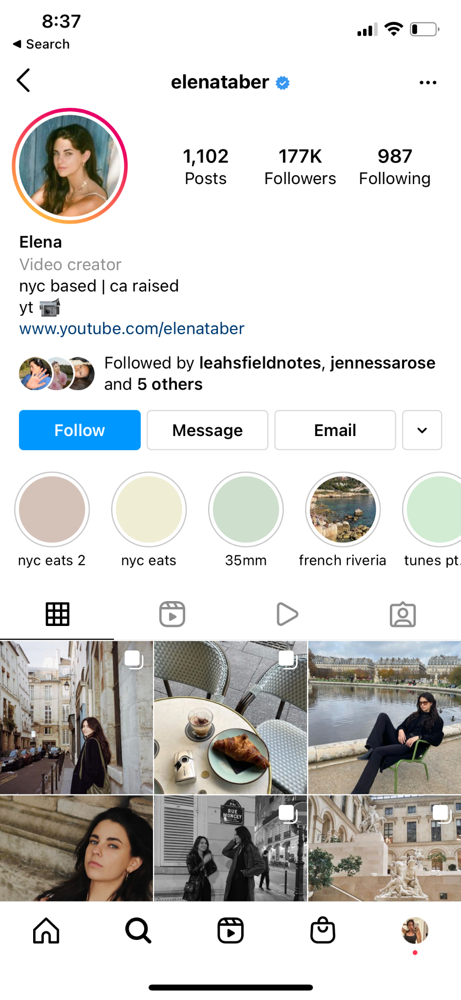 8:37
Search
elenataber
1,102
Posts
177K
Followers
987
Following
Elena
Video creator
nyc based | ca raised
yt
www.youtube.com/elenataber
Followed by leahsfieldnotes, jennessarose
and 5 others
Follow
Message
Email
nyc eats 2
nyc eats
35mm
french riveria
tunes pt.
RUE
MONCEY